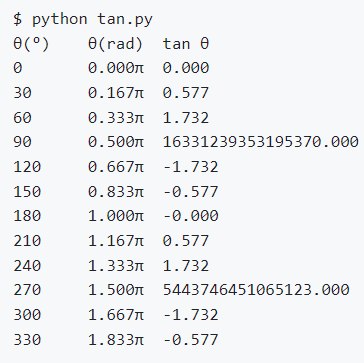 $ python tan.py
θ(°) θ(rad) tan θ
0 0.000π 0.000
30 0.167π 0.577
60 0.333π 1.732
90 0.500π 16331239353195370.000
120 0.667π -1.732
150 0.833π -0.577
180 1.000π -0.000
210 1.167π 0.577
240 1.333π 1.732
270 1.500π 5443746451065123.000
300 1.667π -1.732
330 1.833π -0.577